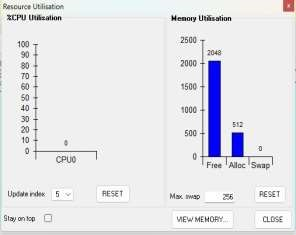 Resource Utilisation
x
%CPU Utilisation
100
90
80
70
60
50
40
30
20
10
0
0
CPU0
Update index 5
RESET
Stay on top
Memory Utilisation
2500
2000
1500
1000
500
0
2048
512
0
Free Alloc Swap
Max. swap 256
RESET
VIEW MEMORY... CLOSE